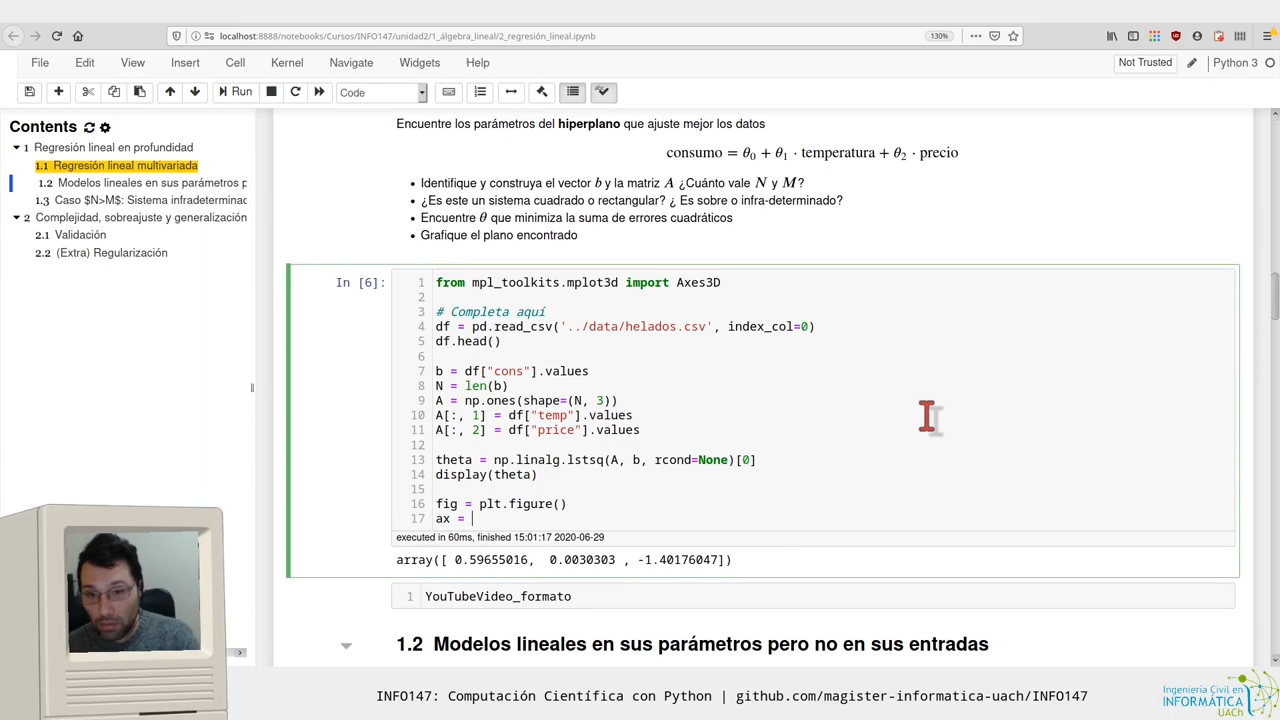 localhost:8888/notebooks/Cursos/INFO147/unidad2/1_álgebra_lineal/2_regresión_lineal.ipynb
130%
File Edit View Insert Cell Kernel Navigate Widgets Help
Not Trusted
Python 3
Run
Code
Contents
1 Regresión lineal en profundidad
1.1 Regresión lineal multivariada
1.2 Modelos lineales en sus parámetros p
1.3 Caso $N>M$: Sistema infradeterminac
2 Complejidad, sobreajuste y generalización
2.1 Validación
2.2 (Extra) Regularización
Encuentre los parámetros del hiperplano que ajuste mejor los datos
consumo = θ0 + θ1 · temperatura + θ2 · precio
• Identifique y construya el vector b y la matriz A ¿Cuánto vale N y M?
• ¿Es este un sistema cuadrado o rectangular? ¿ Es sobre o infra-determinado?
• Encuentre θ que minimiza la suma de errores cuadráticos
• Grafique el plano encontrado
In [6]:
1 from mpl_toolkits.mplot3d import Axes3D
2
3 # Completa aquí
4 df = pd.read_csv('../data/helados.csv', index_col=0)
5 df.head()
6
7 b = df["cons"].values
8 N = len(b)
9 A = np.ones(shape=(N, 3))
10 A[:, 1] = df["temp"].values
11 A[:, 2] = df["price"].values
12
13 theta = np.linalg.lstsq(A, b, rcond=None)[0]
14 display(theta)
15
16 fig = plt.figure()
17 ax =
executed in 60ms, finished 15:01:17 2020-06-29
array([ 0.59655016, 0.0030303 , -1.40176047])
1 YouTubeVideo_formato
1.2 Modelos lineales en sus parámetros pero no en sus entradas
INFO147: Computación Científica con Python | github.com/magister-informatica-uach/INFO147
Ingeniería Civil en
INFORMÁTICA
UACh